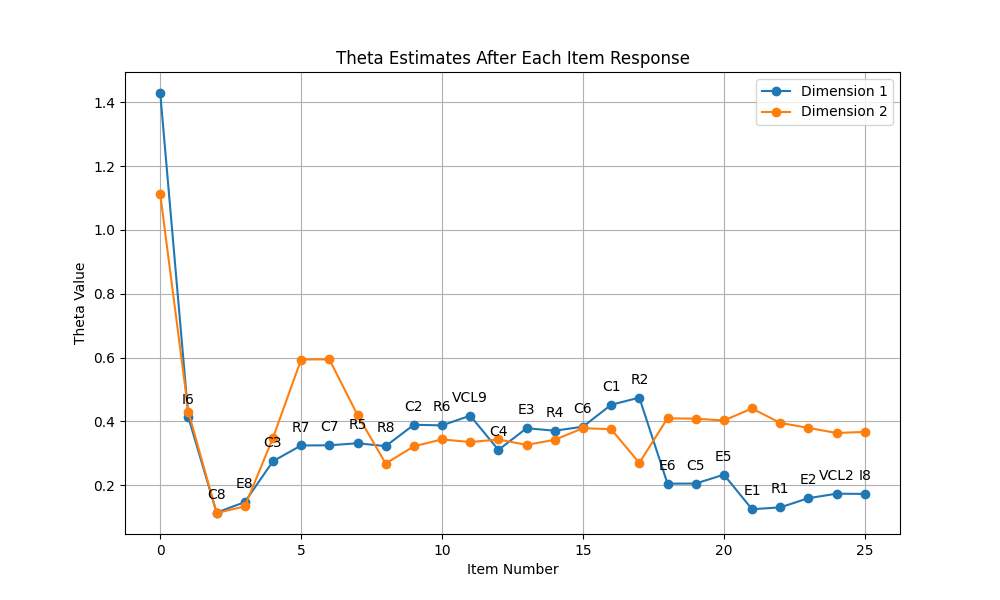 Theta Estimates After Each Item Response
Dimension 1
Dimension 2
Theta Value
1.4
1.2
1.0
0.8
0.6
0.4
0.2
I6
C8
E8
C3
R7
C7
R5
R8
C2
R6
VCL9
C4
E3
R4
C6
C1
R2
E6
C5
E5
E1
R1
E2
VCL2
I8
0
5
10
15
20
25
Item Number